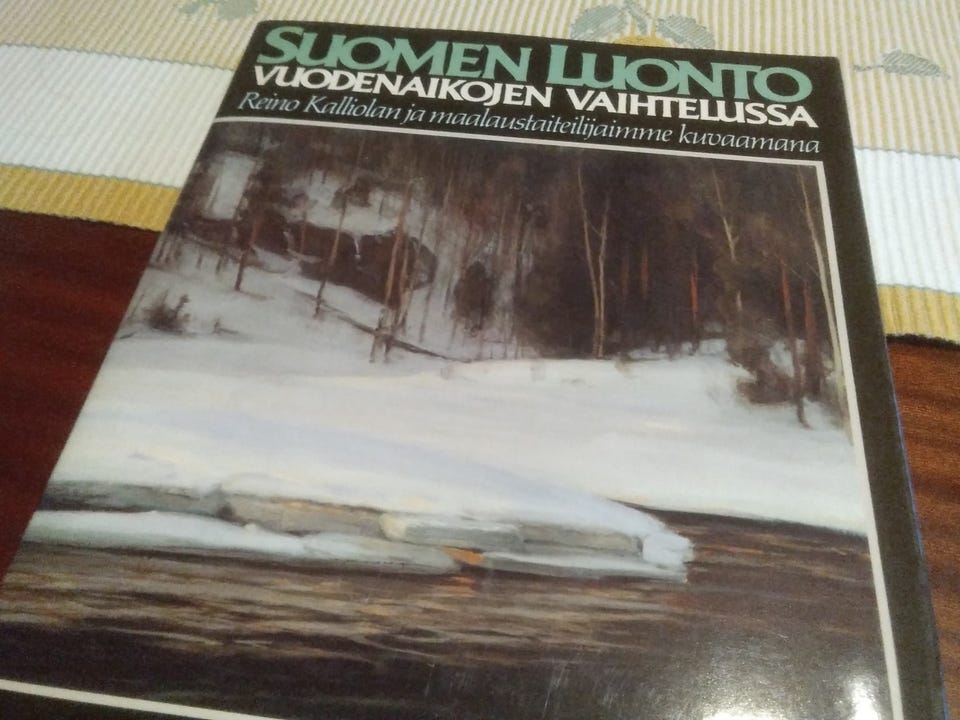 SUOMEN LUONTO
VUODENAIKOJEN VAIHTELUSSA
Reino Kalliolan ja maalaustaiteilijaimme kuvaamana